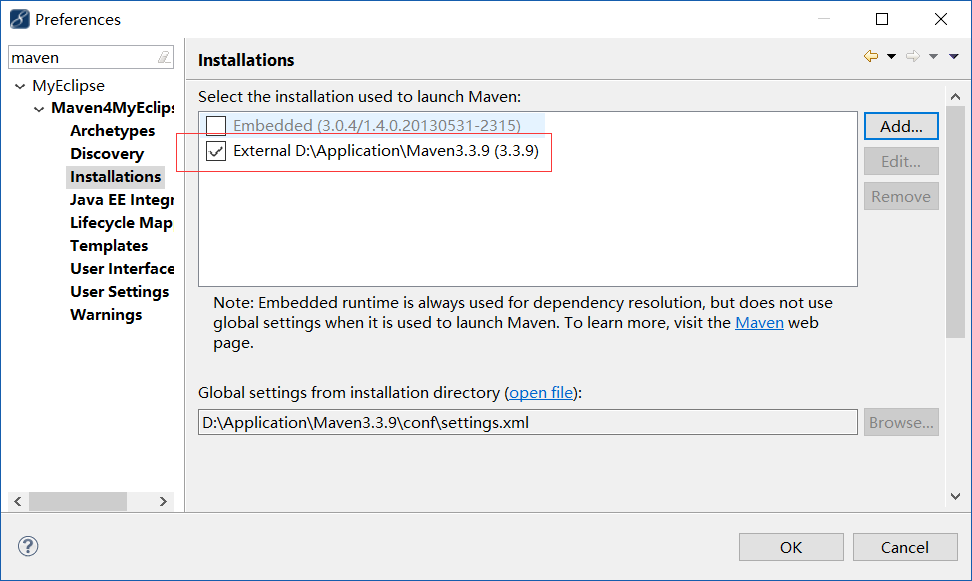 Preferences
maven
MyEclipse
Maven4MyEclips
Archetypes
Discovery
Installations
Java EE Integr
Lifecycle Map
Templates
User Interface
User Settings
Warnings
Installations
Select the installation used to launch Maven:
Embedded (3.0.4/1.4.0.20130531-2315)
External D:\Application\Maven3.3.9 (3.3.9)
Add...
Edit...
Remove
Note: Embedded runtime is always used for dependency resolution, but does not use
global settings when it is used to launch Maven. To learn more, visit the Maven web
page.
Global settings from installation directory (open file):
D:\Application\Maven3.3.9\conf\settings.xml
Browse...
?
OK
Cancel